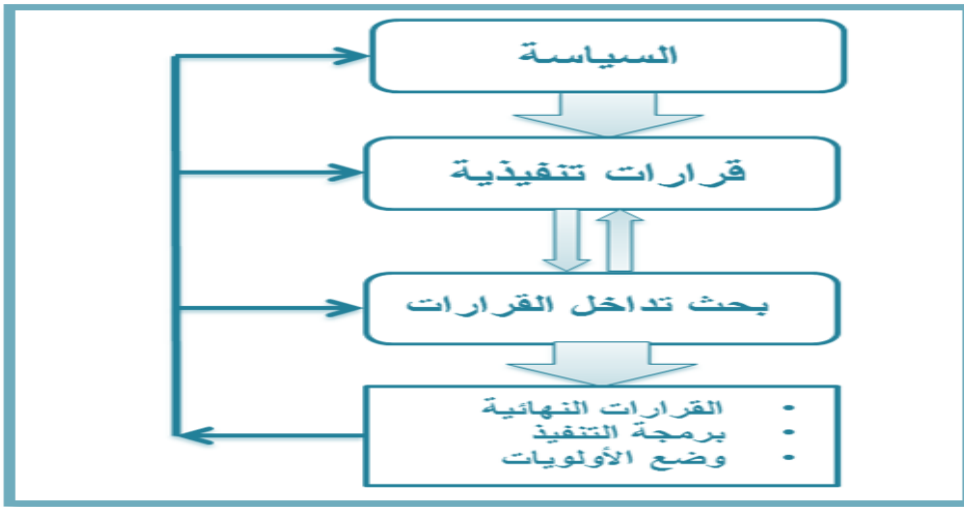 السياسة
قرارات تنفيذية
بحث تداخل القرارات
• القرارات النهائية
• برمجة التنفيذ
• وضع الأولويات